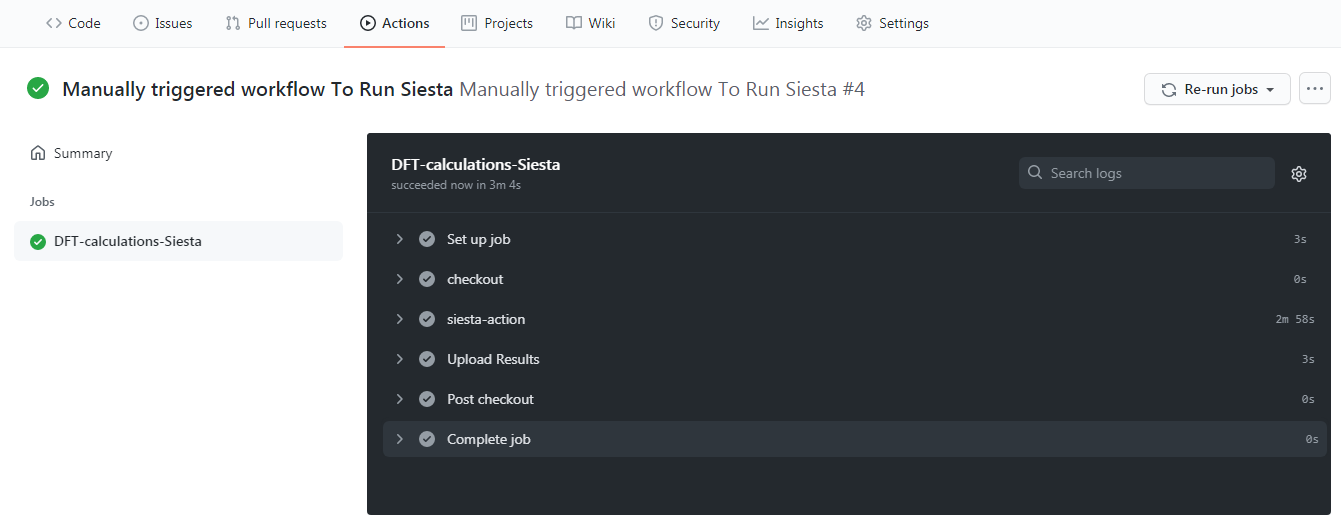 Code Issues Pull requests Actions Projects Wiki Security Insights Settings
Manually triggered workflow To Run Siesta Manually triggered workflow To Run Siesta #4
Re-run jobs
Summary
Jobs
DFT-calculations-Siesta
DFT-calculations-Siesta
succeeded now in 3m 4s
Search logs
Set up job 3s
checkout 0s
siesta-action 2m 58s
Upload Results 3s
Post checkout 0s
Complete job 0s